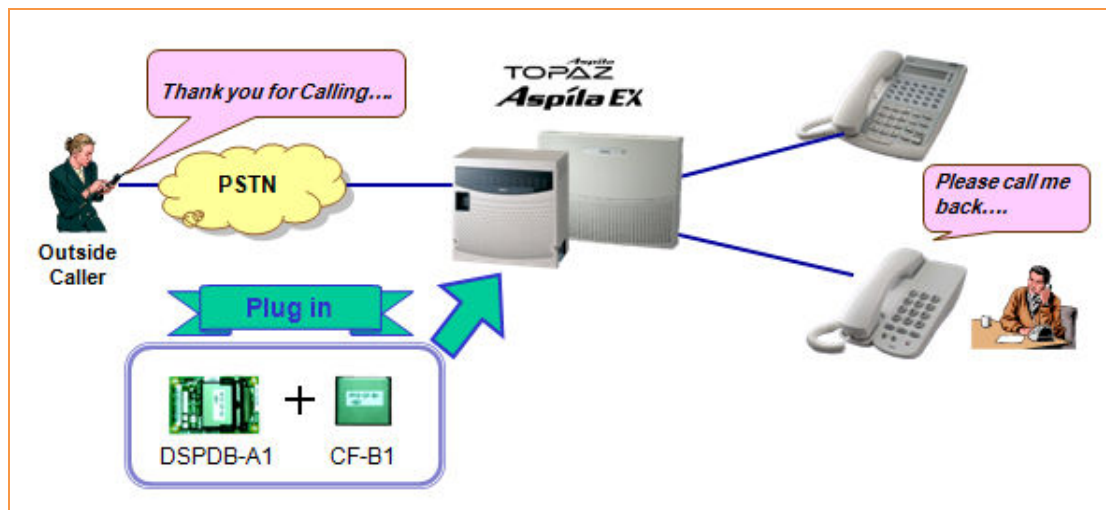 Thank you for Calling....
PSTN
Outside
Caller
Aspila
TOPAZ
Aspila EX
Please call me
back....
Plug in
+
DSPDB-A1
CF-B1